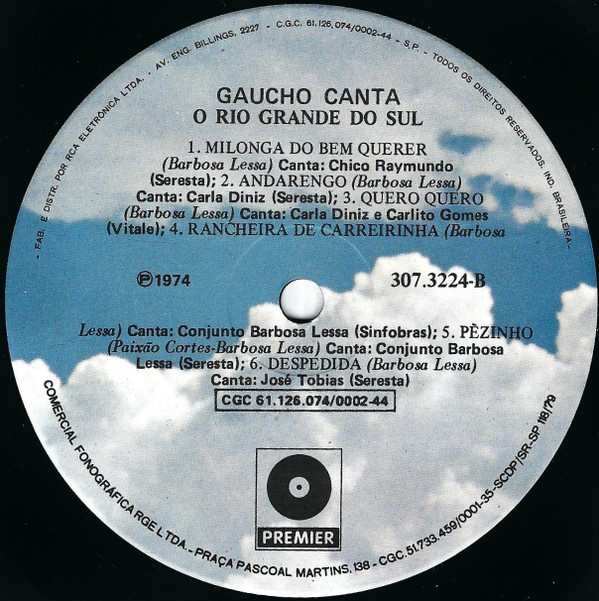 FAB. E DISTR. POR RCA ELETRÔNICA LTDA. - AV. ENG. BILLINGS, 2227 - C.G.C. 61.126.074/0002-44 - S.P. - TODOS OS DIREITOS RESERVADOS. IND. BRASILEIRA -
GAUCHO CANTA
O RIO GRANDE DO SUL
1. MILONGA DO BEM QUERER
(Barbosa Lessa) Canta: Chico Raymundo
(Seresta); 2. ANDARENGO (Barbosa Lessa)
Canta: Carla Diniz (Seresta); 3. QUERO QUERO
(Barbosa Lessa) Canta: Carla Diniz e Carlito Gomes
(Vitale); 4. RANCHEIRA DE CARREIRINHA (Barbosa
Ⓟ1974
307.3224-B
Lessa) Canta: Conjunto Barbosa Lessa (Sinfobras); 5. PÈZINHO
(Paixão Cortes-Barbosa Lessa) Canta: Conjunto Barbosa
Lessa (Seresta); 6. DESPEDIDA (Barbosa Lessa)
Canta: José Tobias (Seresta)
CGC 61.126.074/0002-44
PREMIER
COMERCIAL FONOGRÁFICA RGE LTDA. - PRAÇA PASCOAL MARTINS, 138 - CGC. 51.733.459/0001-35 - SCDP/SR-SP 118/79